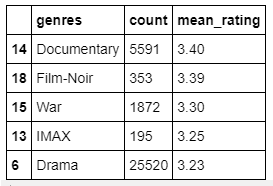 genres count mean_rating
14 Documentary 5591 3.40
18 Film-Noir 353 3.39
15 War 1872 3.30
13 IMAX 195 3.25
6 Drama 25520 3.23